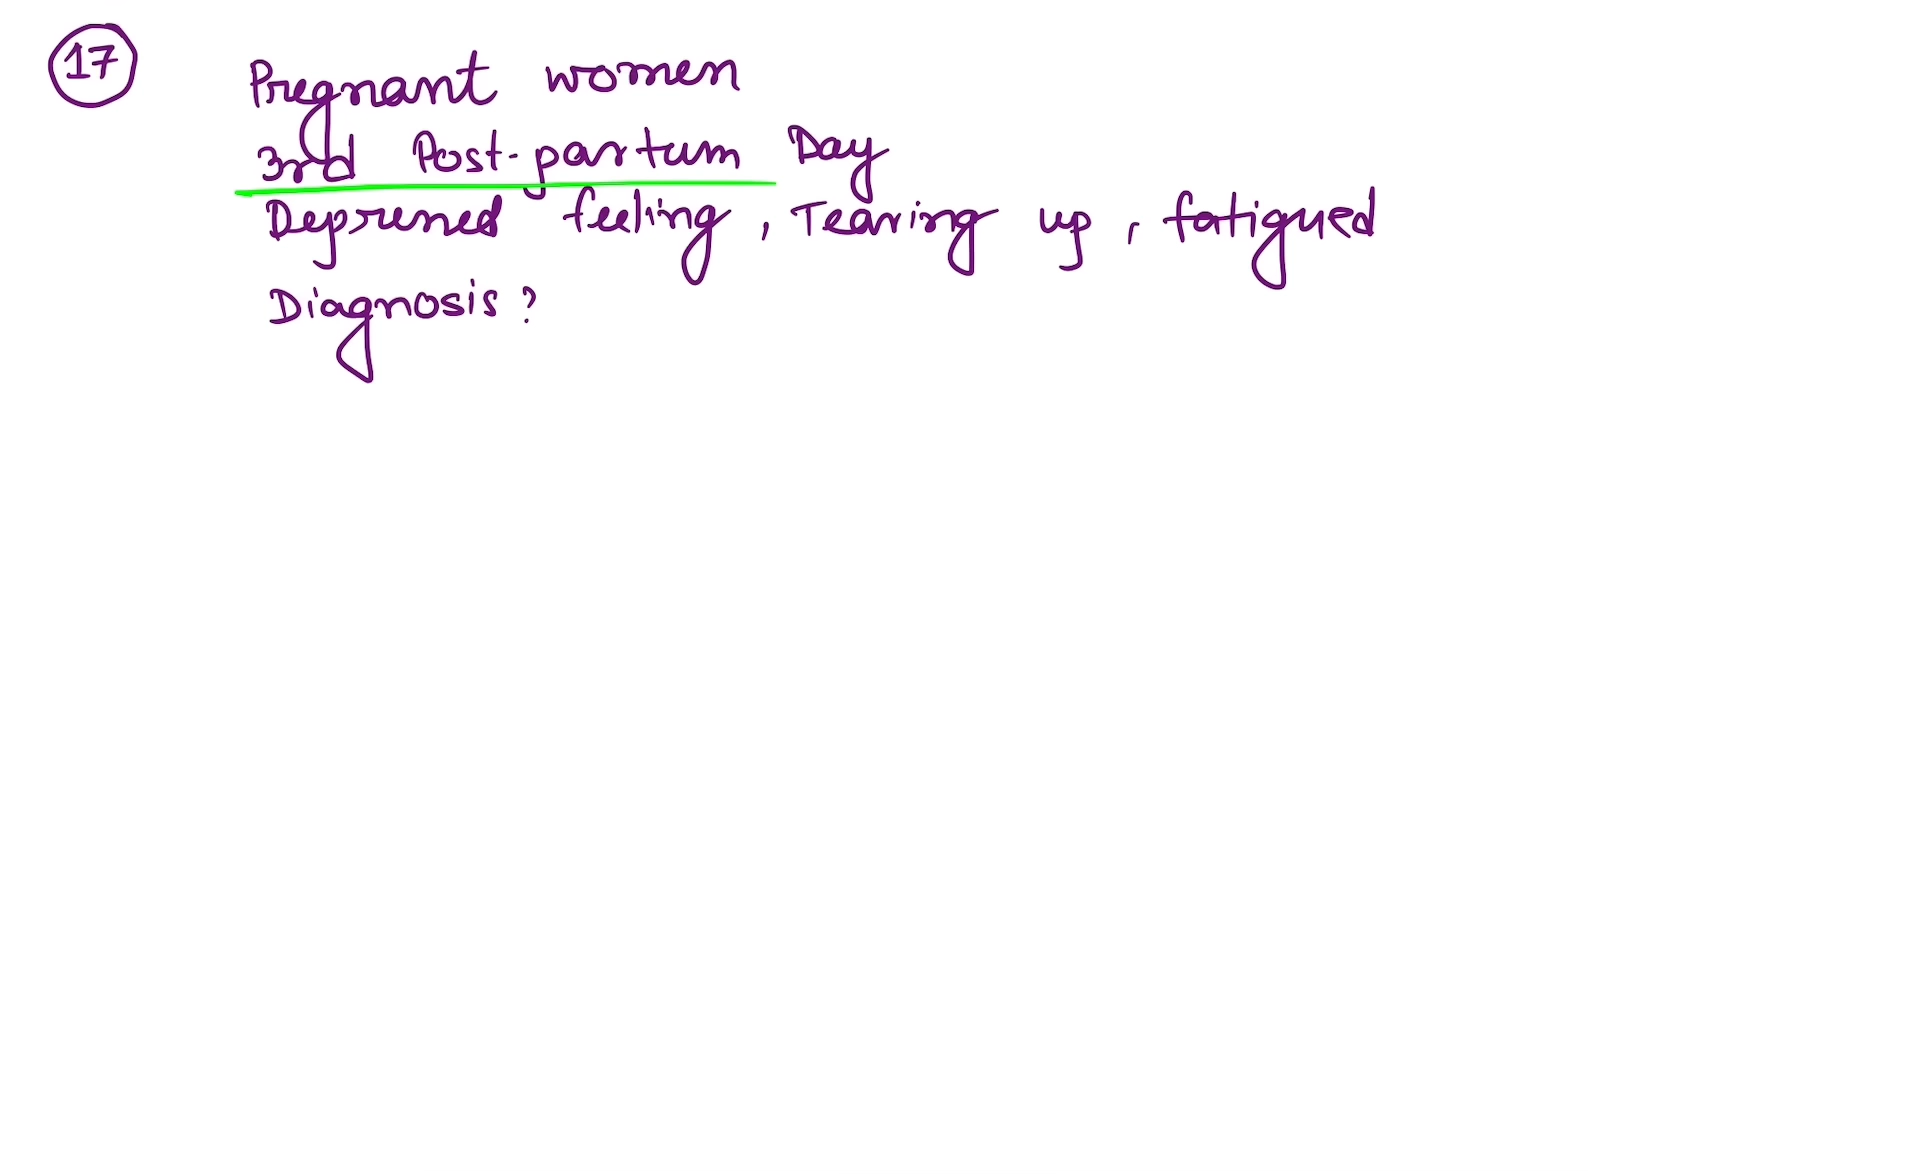 17
Pregnant women
3rd Post-partum Day
Depressed feeling, Tearing up, fatigued
Diagnosis?